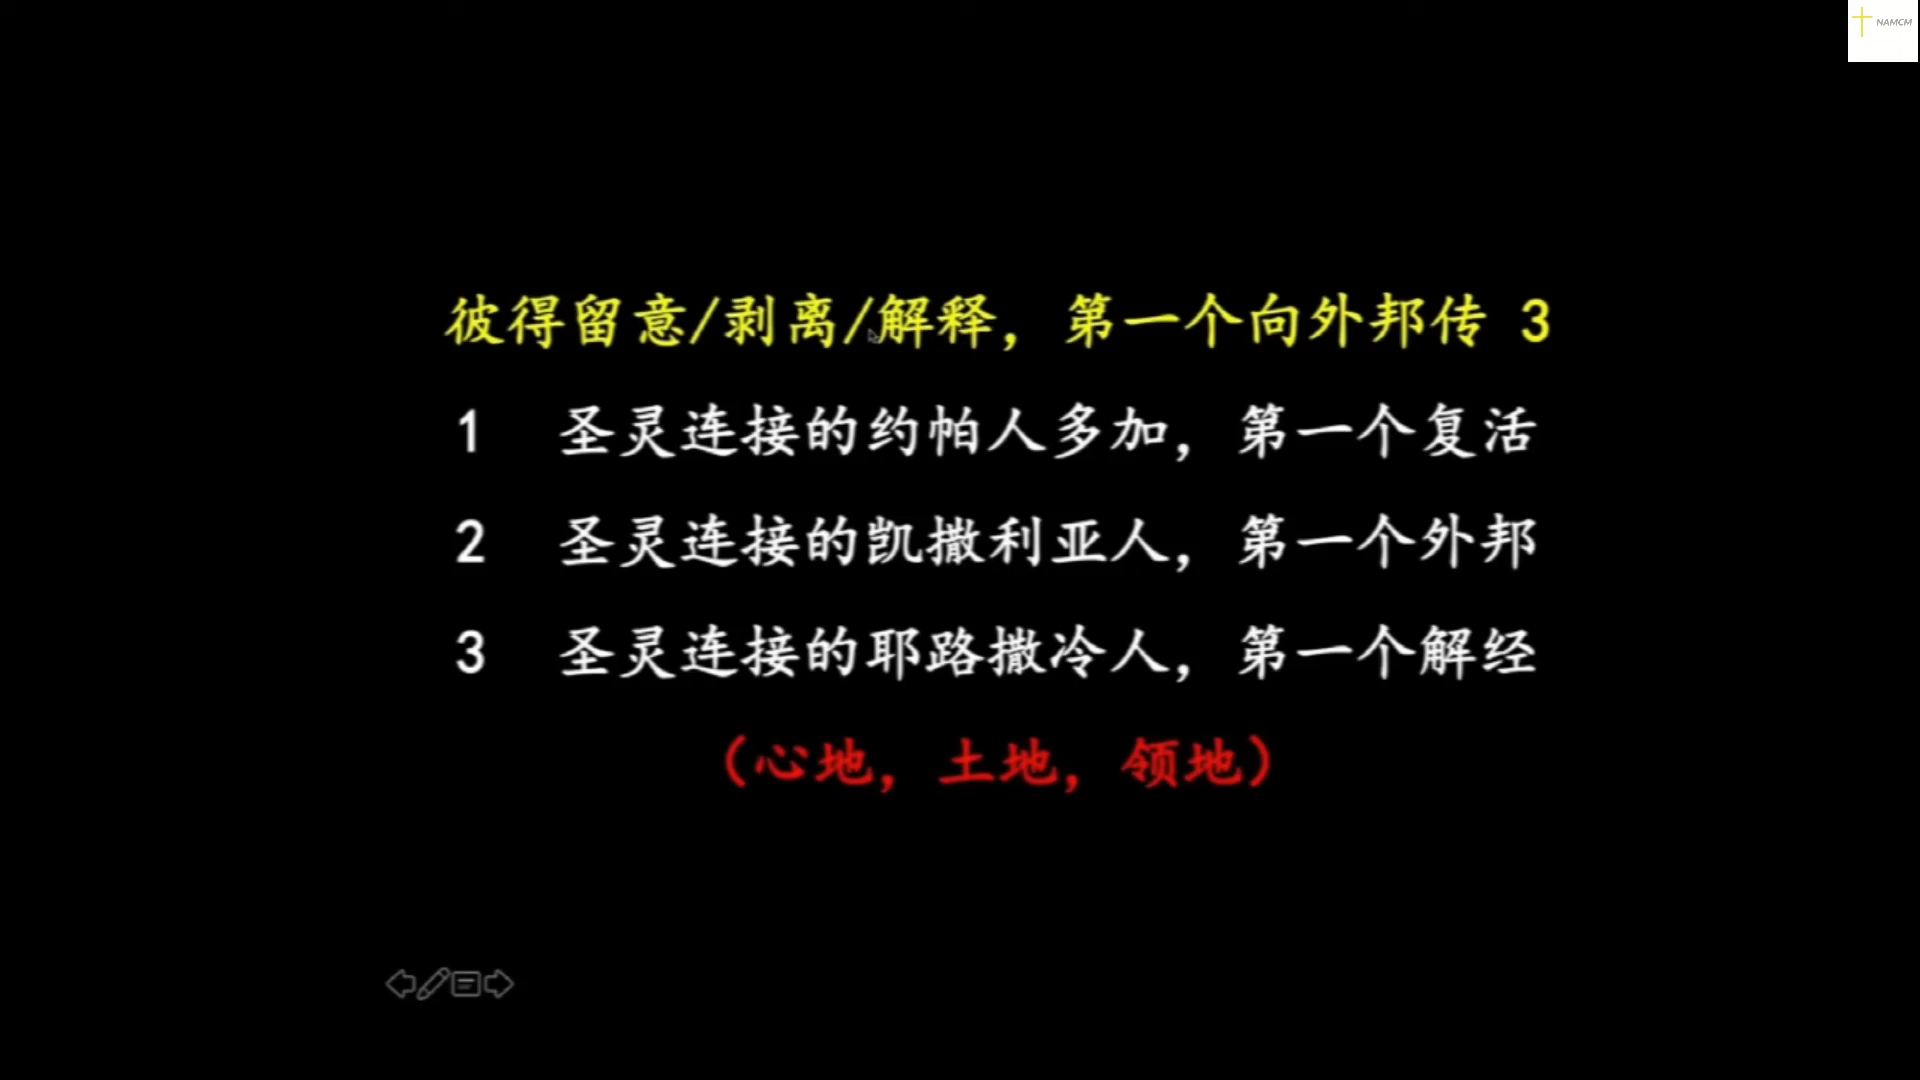 NAMCM
彼得留意/剥离/解释，第一个向外邦传 3
1 圣灵连接的约帕人多加，第一个复活
2 圣灵连接的凯撒利亚人，第一个外邦
3 圣灵连接的耶路撒冷人，第一个解经
（心地，土地，领地）